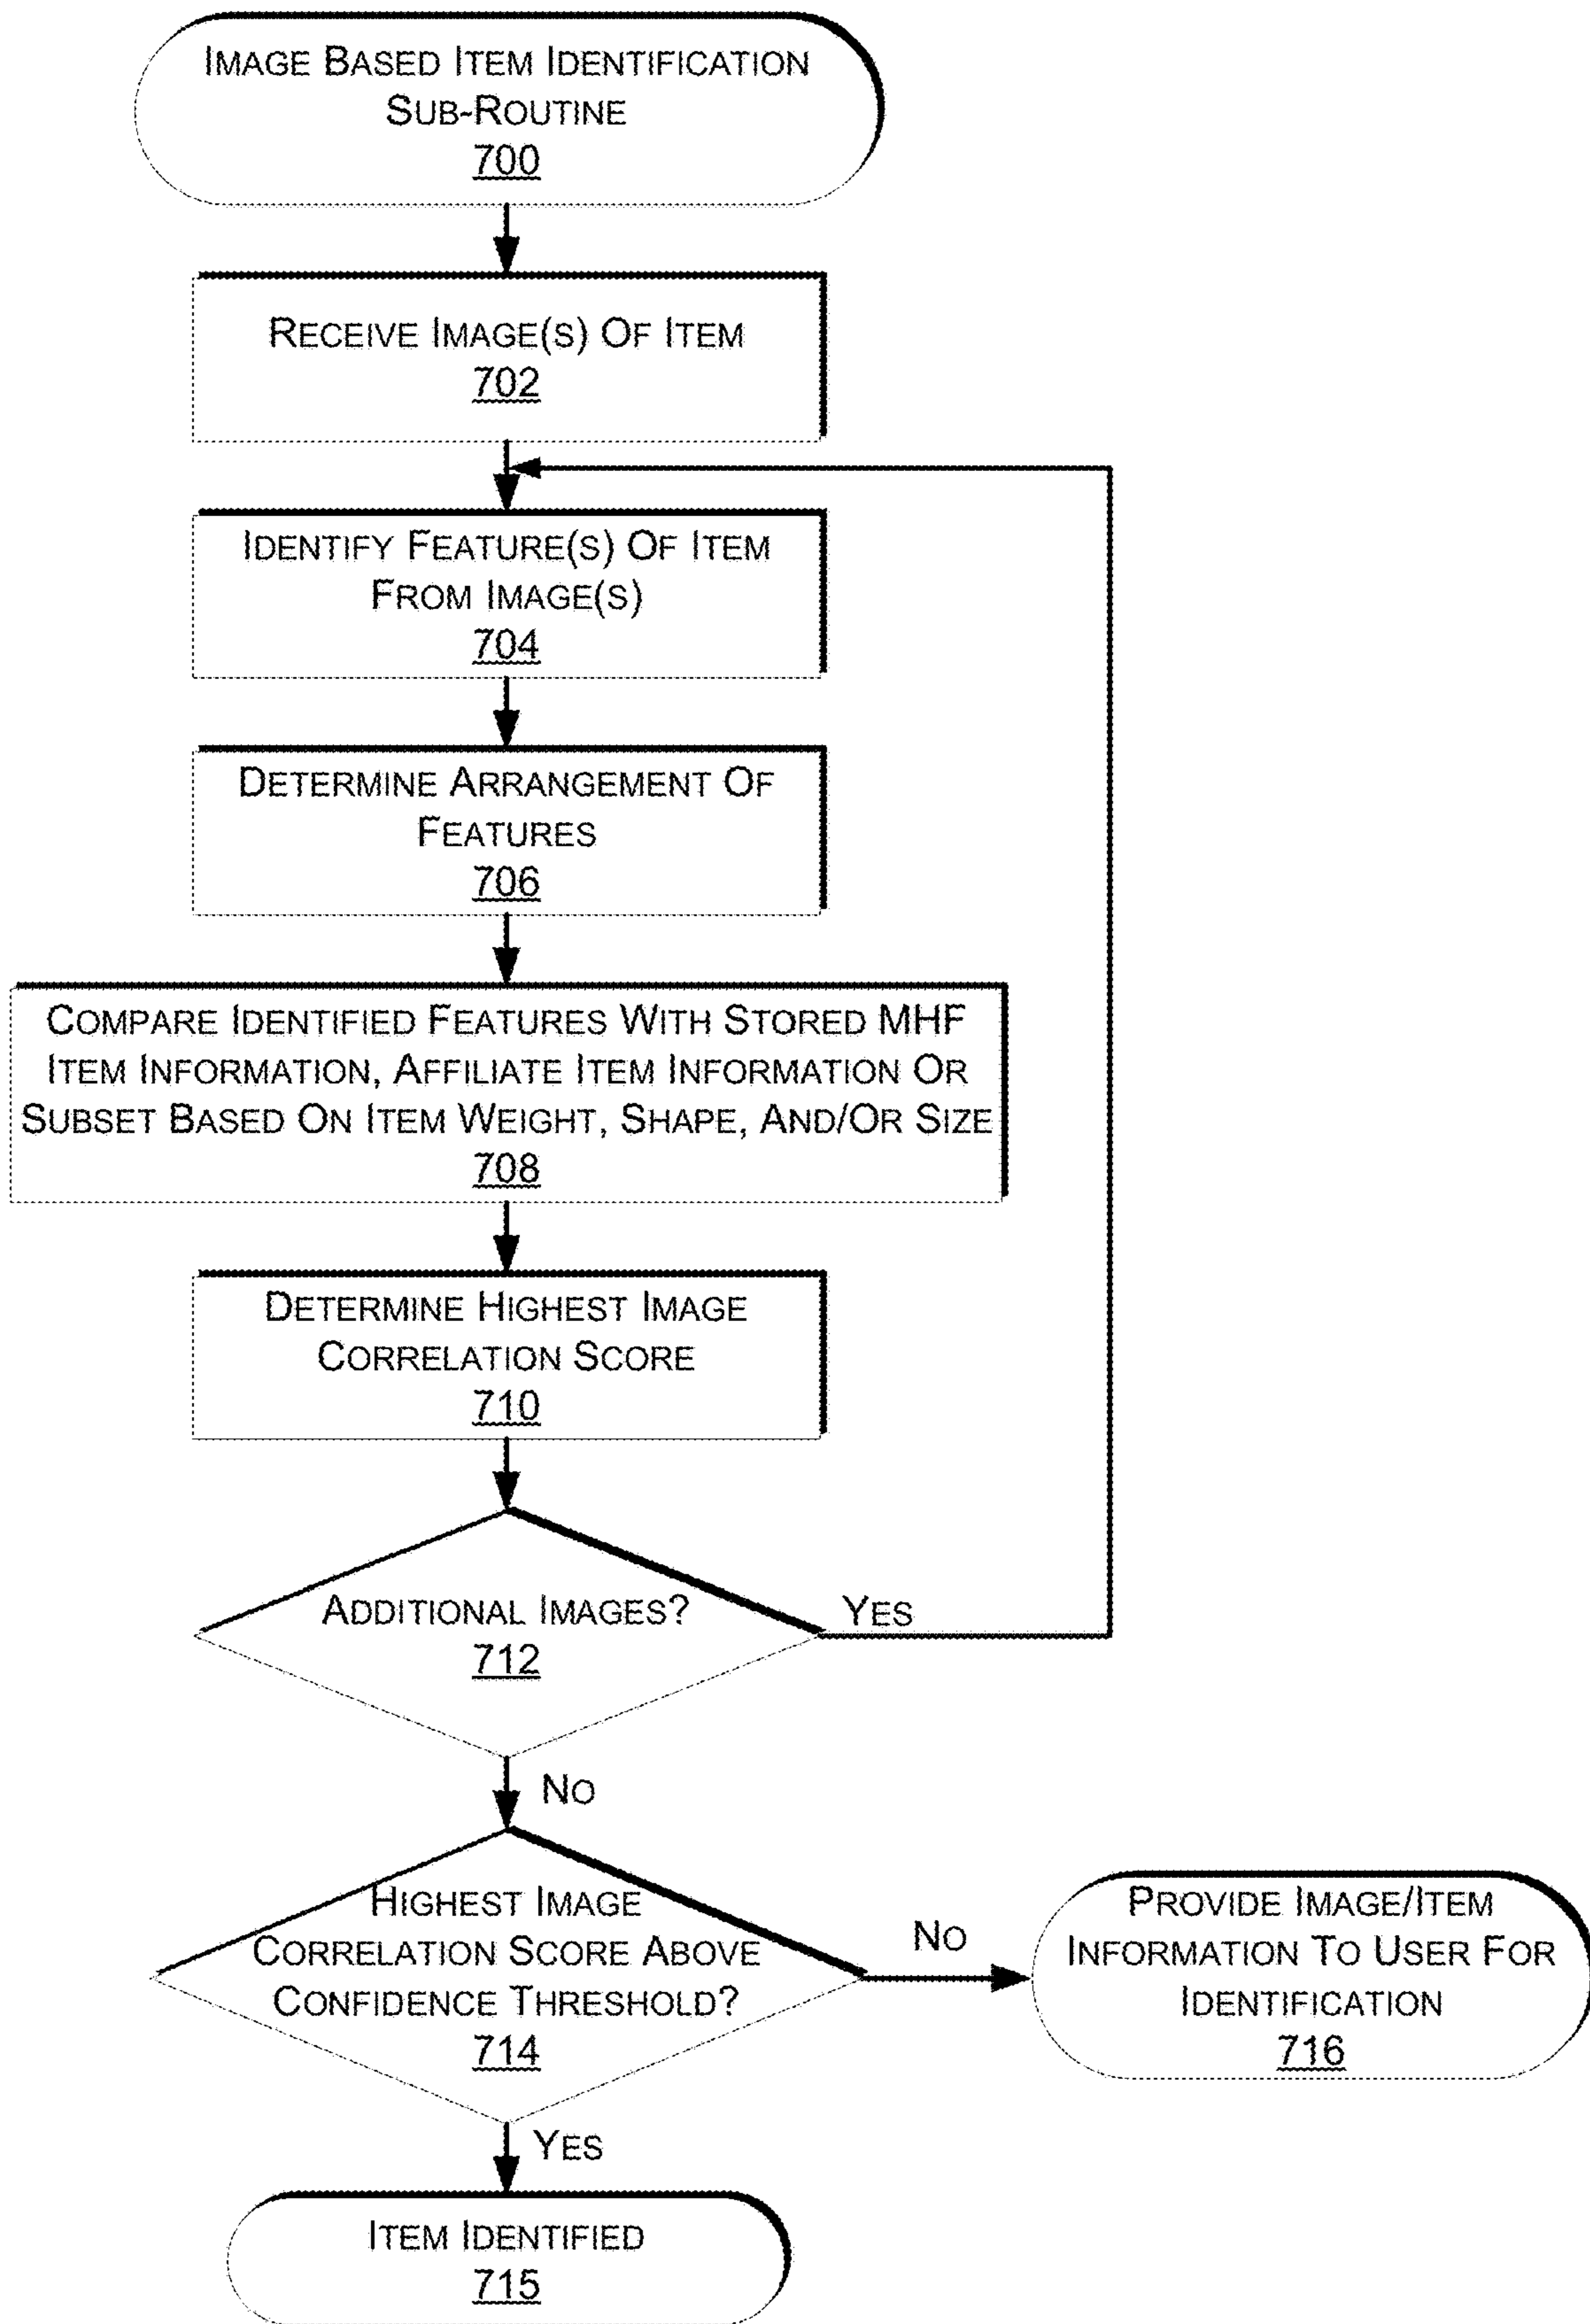 IMAGE BASED ITEM IDENTIFICATION
SUB-ROUTINE
700
RECEIVE IMAGE(S) OF ITEM
702
IDENTIFY FEATURE(S) OF ITEM
FROM IMAGE(S)
704
DETERMINE ARRANGEMENT OF
FEATURES
706
COMPARE IDENTIFIED FEATURES WITH STORED MHF
ITEM INFORMATION, AFFILIATE ITEM INFORMATION OR
SUBSET BASED ON ITEM WEIGHT, SHAPE, AND/OR SIZE
708
DETERMINE HIGHEST IMAGE
CORRELATION SCORE
710
ADDITIONAL IMAGES?
712
YES
NO
HIGHEST IMAGE
CORRELATION SCORE ABOVE
CONFIDENCE THRESHOLD?
714
NO
PROVIDE IMAGE/ITEM
INFORMATION TO USER FOR
IDENTIFICATION
716
YES
ITEM IDENTIFIED
715